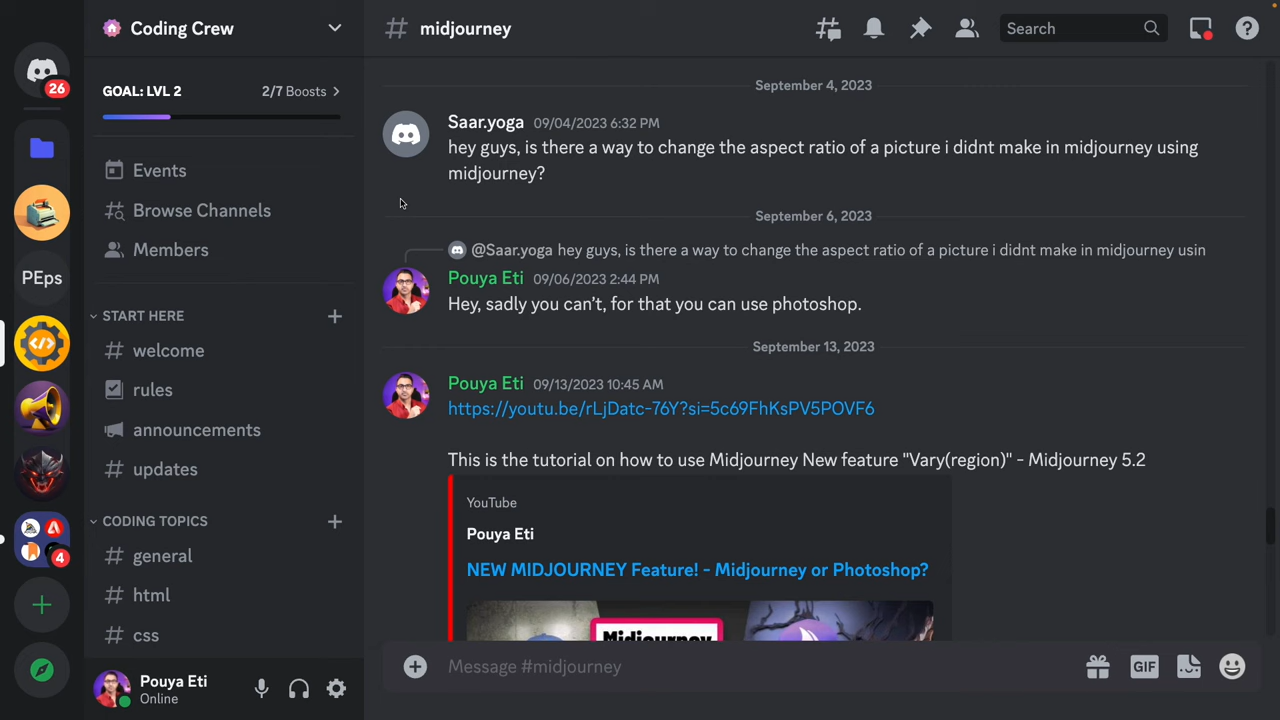 Coding Crew
midjourney
Search
26
GOAL: LVL 2
2/7 Boosts
Events
Browse Channels
Members
PEps
START HERE
welcome
rules
announcements
updates
CODING TOPICS
4
general
html
css
Pouya Eti
Online
September 4, 2023
Saar.yoga 09/04/2023 6:32 PM
hey guys, is there a way to change the aspect ratio of a picture i didnt make in midjourney using
midjourney?
September 6, 2023
@Saar.yoga hey guys, is there a way to change the aspect ratio of a picture i didnt make in midjourney usin
Pouya Eti 09/06/2023 2:44 PM
Hey, sadly you can't, for that you can use photoshop.
September 13, 2023
Pouya Eti 09/13/2023 10:45 AM
https://youtu.be/rLjDatc-76Y?si=5c69FhKsPV5POVF6
This is the tutorial on how to use Midjourney New feature "Vary(region)" - Midjourney 5.2
YouTube
Pouya Eti
NEW MIDJOURNEY Feature! - Midjourney or Photoshop?
Midjourney
Message #midjourney
GIF